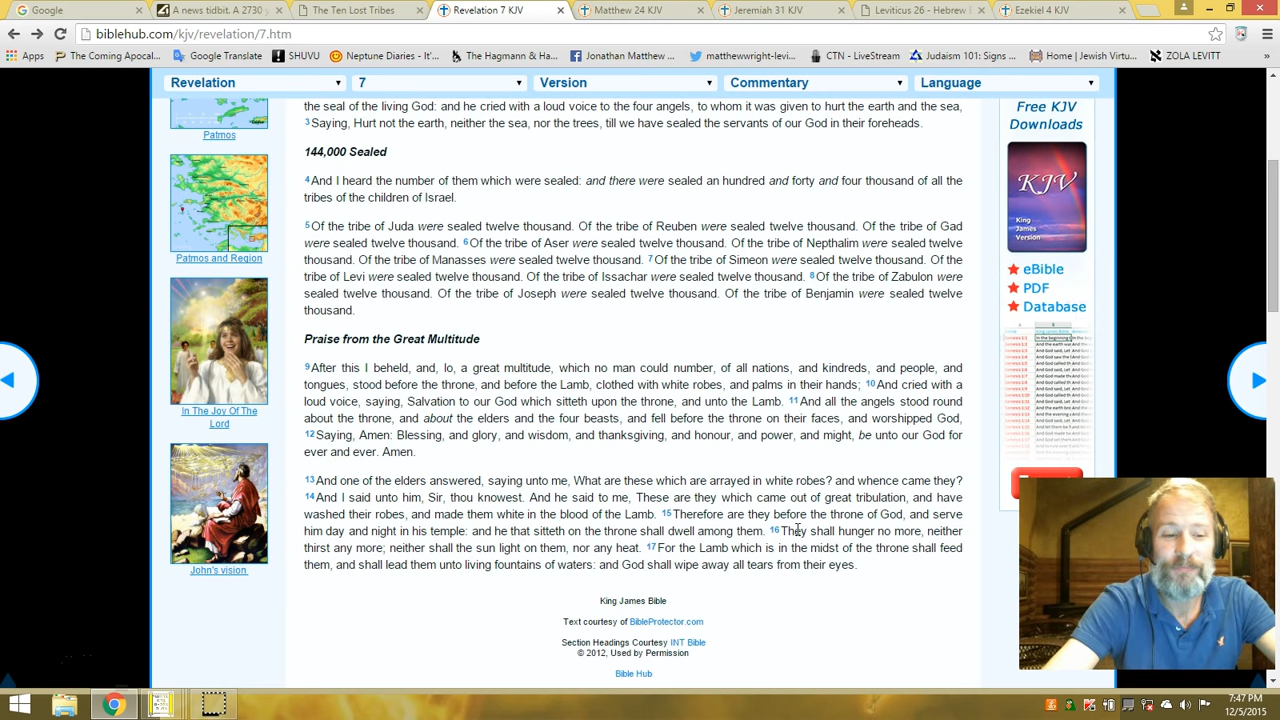 Google
A news tidbit. A 2730 y
The Ten Lost Tribes
Revelation 7 KJV
Matthew 24 KJV
Jeremiah 31 KJV
Leviticus 26 - Hebrew E
Ezekiel 4 KJV
biblehub.com/kjv/revelation/7.htm
Apps
The Coming Apocal...
Google Translate
SHUVU
Neptune Diaries - It'...
The Hagmann & Ha...
Jonathan Matthew ...
matthewwright-levin...
CTN - LiveStream
Judaism 101: Signs ...
Home | Jewish Virtu...
ZOLA LEVITT
Revelation
7
Version
Commentary
Language
the seal of the living God: and he cried with a loud voice to the four angels, to whom it was given to hurt the earth and the sea,
3Saying, Hurt not the earth, neither the sea, nor the trees, till we have sealed the servants of our God in their foreheads.
144,000 Sealed
4And I heard the number of them which were sealed: and there were sealed an hundred and forty and four thousand of all the
tribes of the children of Israel.
5Of the tribe of Juda were sealed twelve thousand. Of the tribe of Reuben were sealed twelve thousand. Of the tribe of Gad
were sealed twelve thousand. 6Of the tribe of Aser were sealed twelve thousand. Of the tribe of Nepthalim were sealed twelve
thousand. Of the tribe of Manasses were sealed twelve thousand. 7Of the tribe of Simeon were sealed twelve thousand. Of the
tribe of Levi were sealed twelve thousand. Of the tribe of Issachar were sealed twelve thousand. 8Of the tribe of Zabulon were
sealed twelve thousand. Of the tribe of Joseph were sealed twelve thousand. Of the tribe of Benjamin were sealed twelve
thousand.
from the Great Multitude
beheld, and, lo, a great multitude, which no man could number, of all nations, and kindreds, and people, and
stood before the throne, and before the Lamb, clothed with white robes, and palms in their hands; 10And cried with a
loud voice, saying, Salvation to our God which sitteth upon the throne, and unto the Lamb. 11And all the angels stood round
about the throne, and about the elders and the four beasts, and fell before the throne on their faces, and worshipped God,
12Saying, Amen: Blessing, and glory, and wisdom, and thanksgiving, and honour, and power, and might, be unto our God for
ever and ever. Amen.
13And one of the elders answered, saying unto me, What are these which are arrayed in white robes? and whence came they?
14And I said unto him, Sir, thou knowest. And he said to me, These are they which came out of great tribulation, and have
washed their robes, and made them white in the blood of the Lamb. 15Therefore are they before the throne of God, and serve
him day and night in his temple: and he that sitteth on the throne shall dwell among them. 16They shall hunger no more, neither
thirst any more; neither shall the sun light on them, nor any heat. 17For the Lamb which is in the midst of the throne shall feed
them, and shall lead them unto living fountains of waters: and God shall wipe away all tears from their eyes.
King James Bible
Text courtesy of BibleProtector.com
Section Headings Courtesy INT Bible
© 2012, Used by Permission
Bible Hub
Patmos
Patmos and Region
In The Joy Of The
Lord
John's vision
Free KJV
Downloads
KJV
King
James
Version
eBible
PDF
Database
7:47 PM
12/5/2015